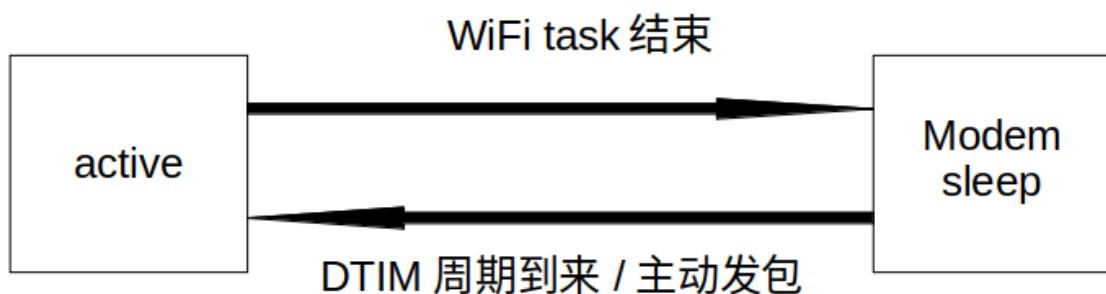 WiFi task 结束
active
Modem
sleep
DTIM 周期到来 / 主动发包